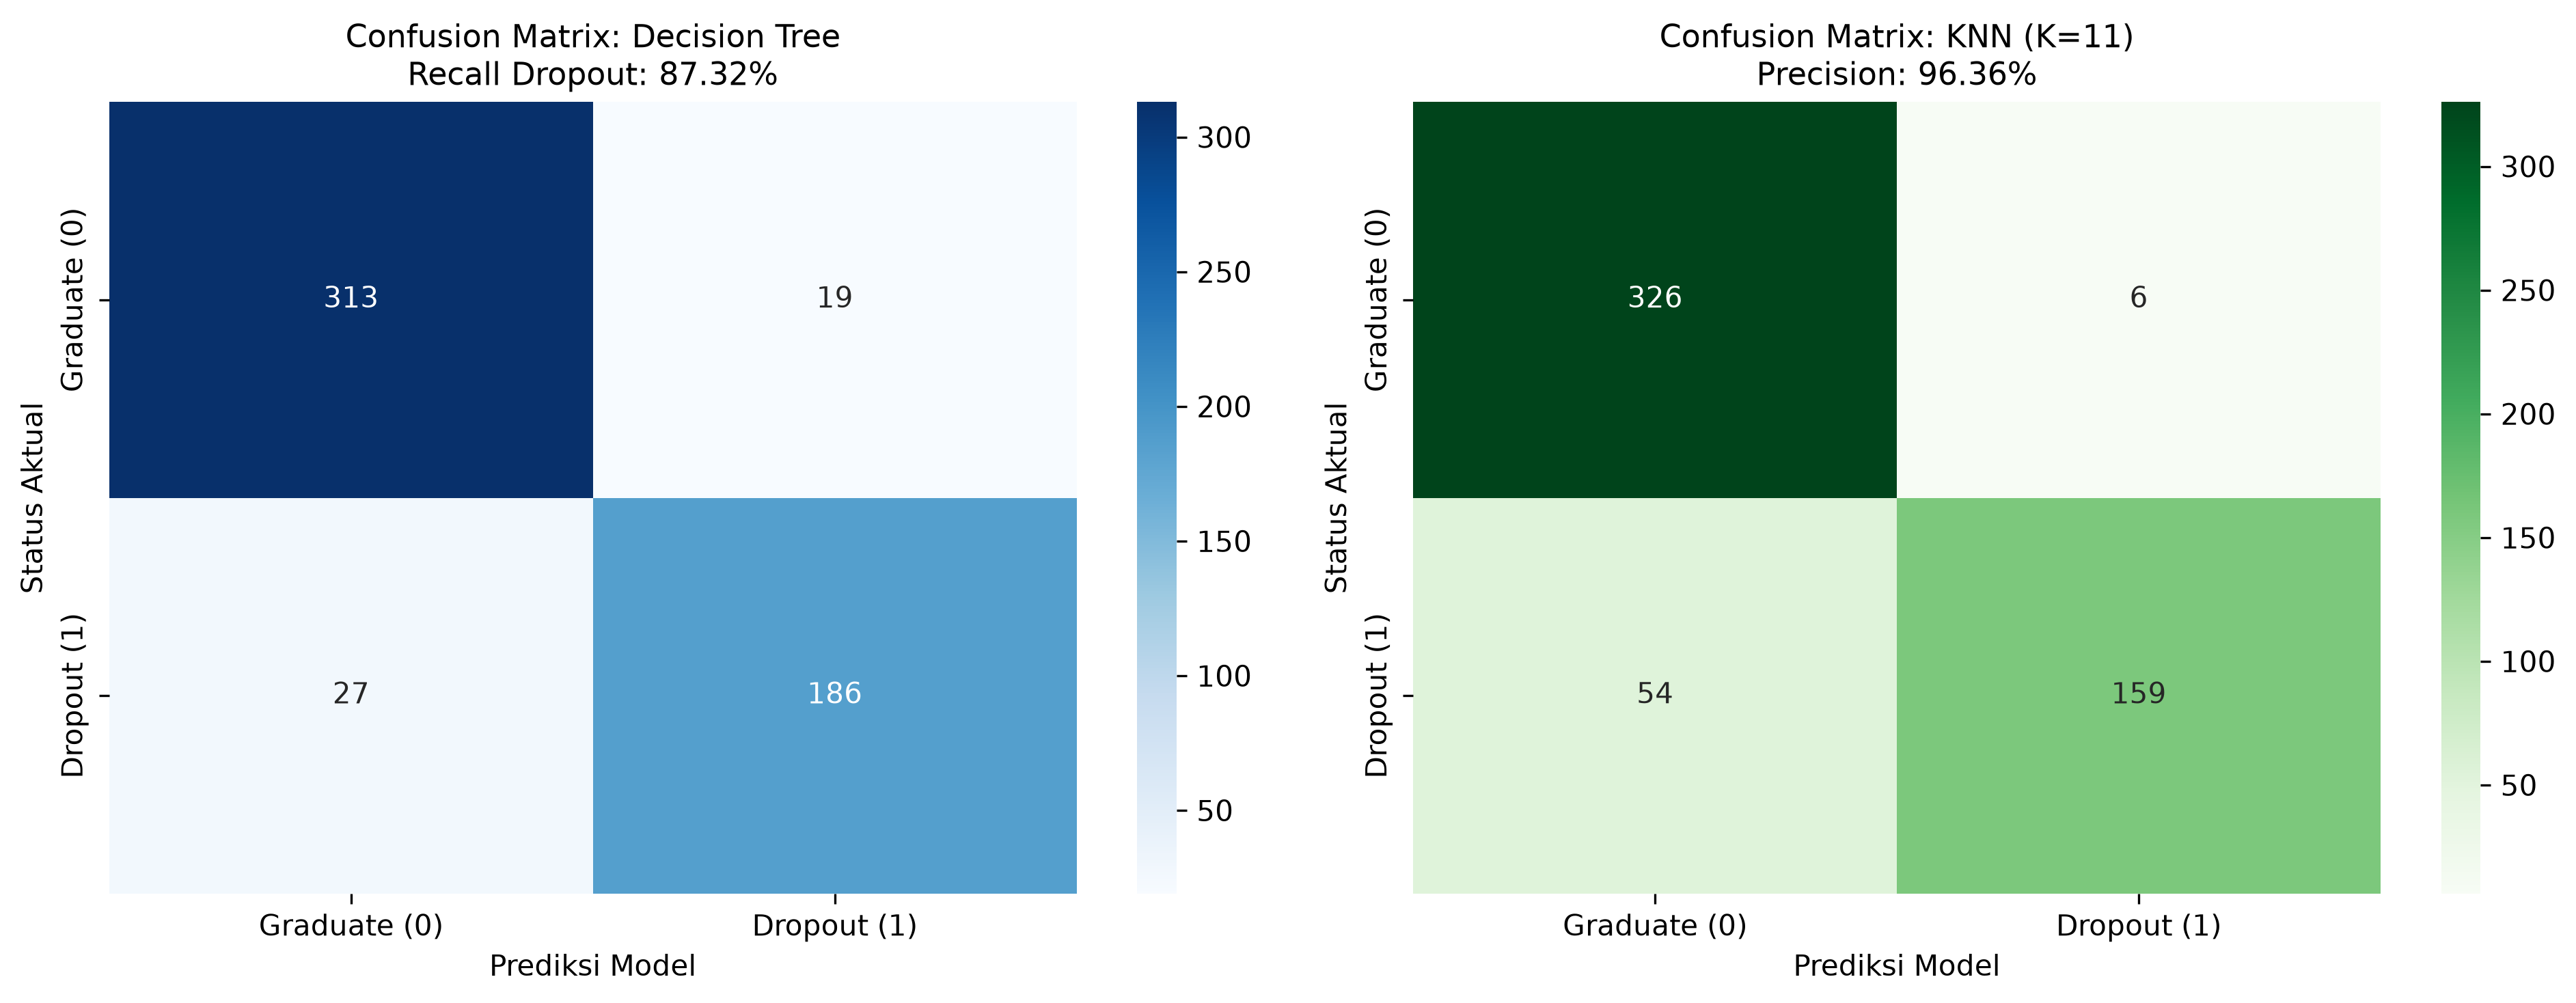 Confusion Matrix: Decision Tree
Recall Dropout: 87.32%
Status Aktual
Graduate (0)
Dropout (1)
313
19
27
186
Graduate (0)
Dropout (1)
Prediksi Model
300
250
200
150
100
50
Confusion Matrix: KNN (K=11)
Precision: 96.36%
Status Aktual
Graduate (0)
Dropout (1)
326
6
54
159
Graduate (0)
Dropout (1)
Prediksi Model
300
250
200
150
100
50